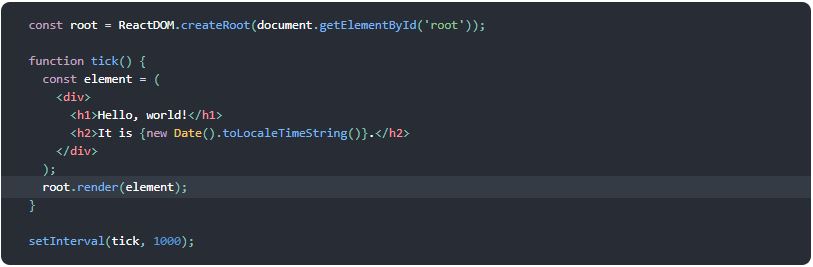 const root = ReactDOM.createRoot(document.getElementById('root'));
function tick() {
  const element = (
    <div>
      <h1>Hello, world!</h1>
      <h2>It is {new Date().toLocaleTimeString()}.</h2>
    </div>
  );
  root.render(element);
}
setInterval(tick, 1000);